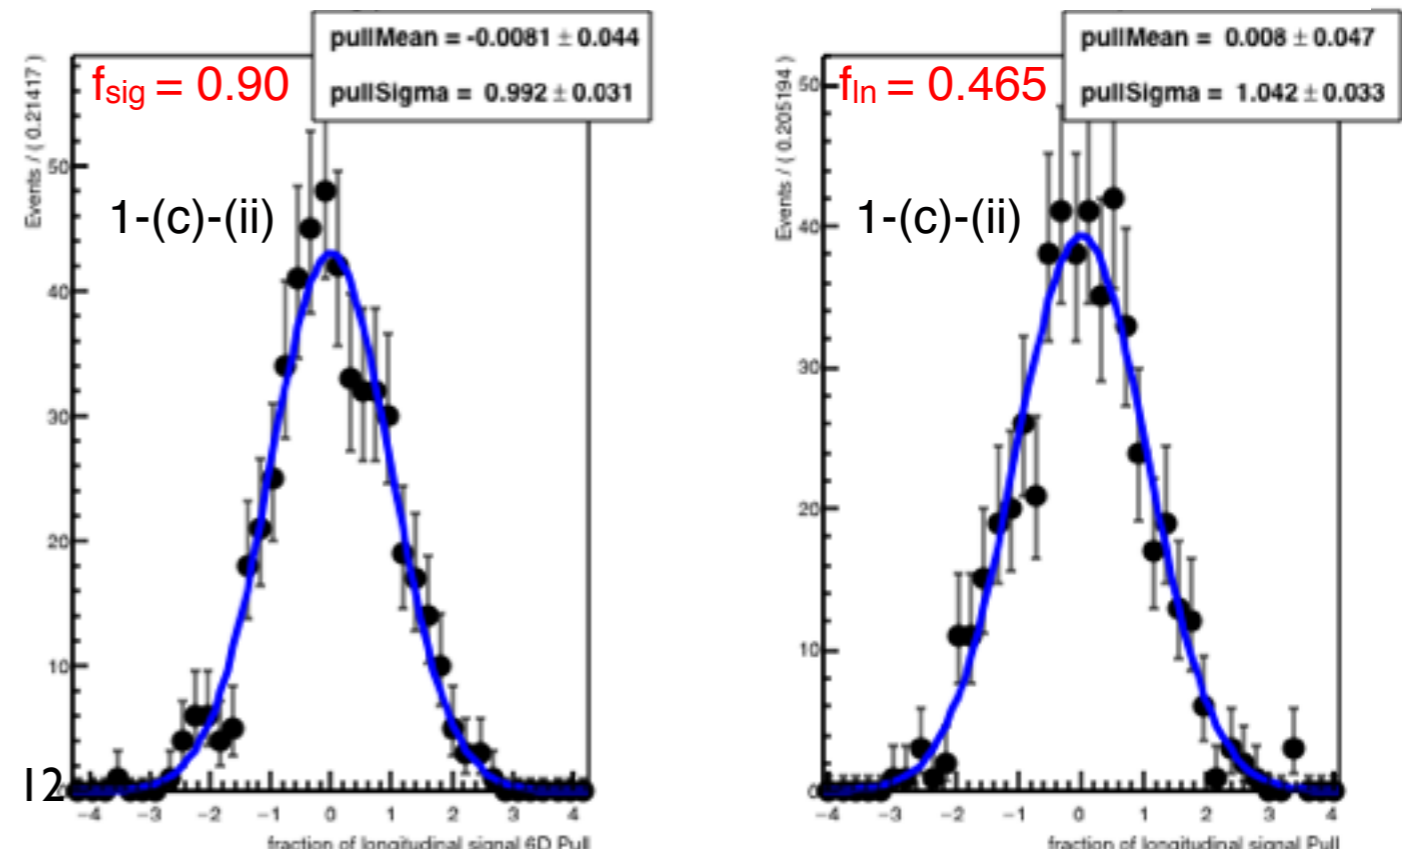 pullMean = -0.0081 ± 0.044
pullSigma = 0.992 ± 0.031
fsig = 0.90
1-(c)-(ii)
Events / ( 0.21417 )
50
40
30
20
10
12
−4 −3 −2 −1 0 1 2 3 4
fraction of longitudinal signal 6D Pull
pullMean = 0.008 ± 0.047
pullSigma = 1.042 ± 0.033
fln = 0.465
1-(c)-(ii)
Events / ( 0.205194 )
50
40
30
20
10
0
−4 −3 −2 −1 0 1 2 3 4
fraction of longitudinal signal Pull